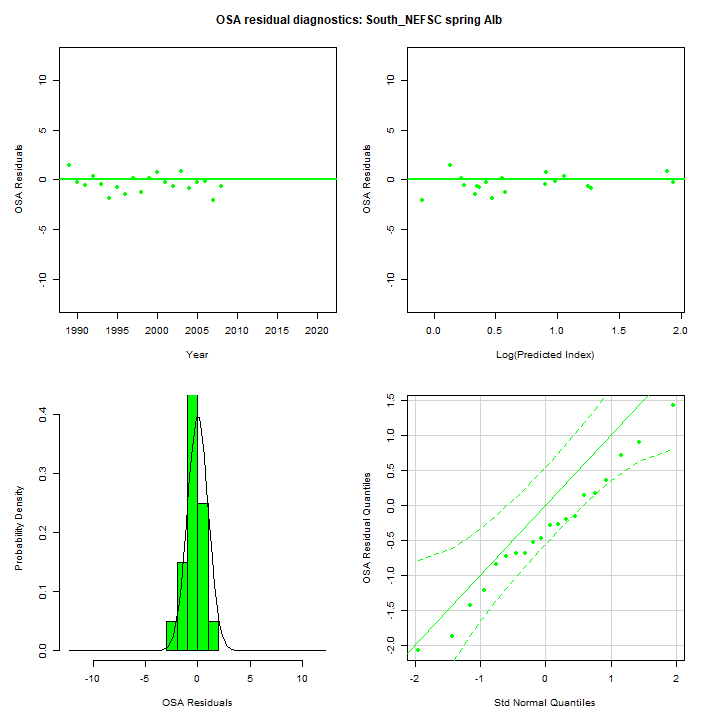 OSA residual diagnostics: South_NEFSC spring Alb
OSA Residuals
10
5
0
-5
-10
1990 1995 2000 2005 2010 2015 2020
Year
OSA Residuals
10
5
0
-5
-10
0.0 0.5 1.0 1.5 2.0
Log(Predicted Index)
Probability Density
0.4
0.3
0.2
0.1
0.0
-10 -5 0 5 10
OSA Residuals
OSA Residual Quantiles
1.5
1.0
0.5
0.0
-0.5
-1.0
-1.5
-2.0
-2 -1 0 1 2
Std Normal Quantiles